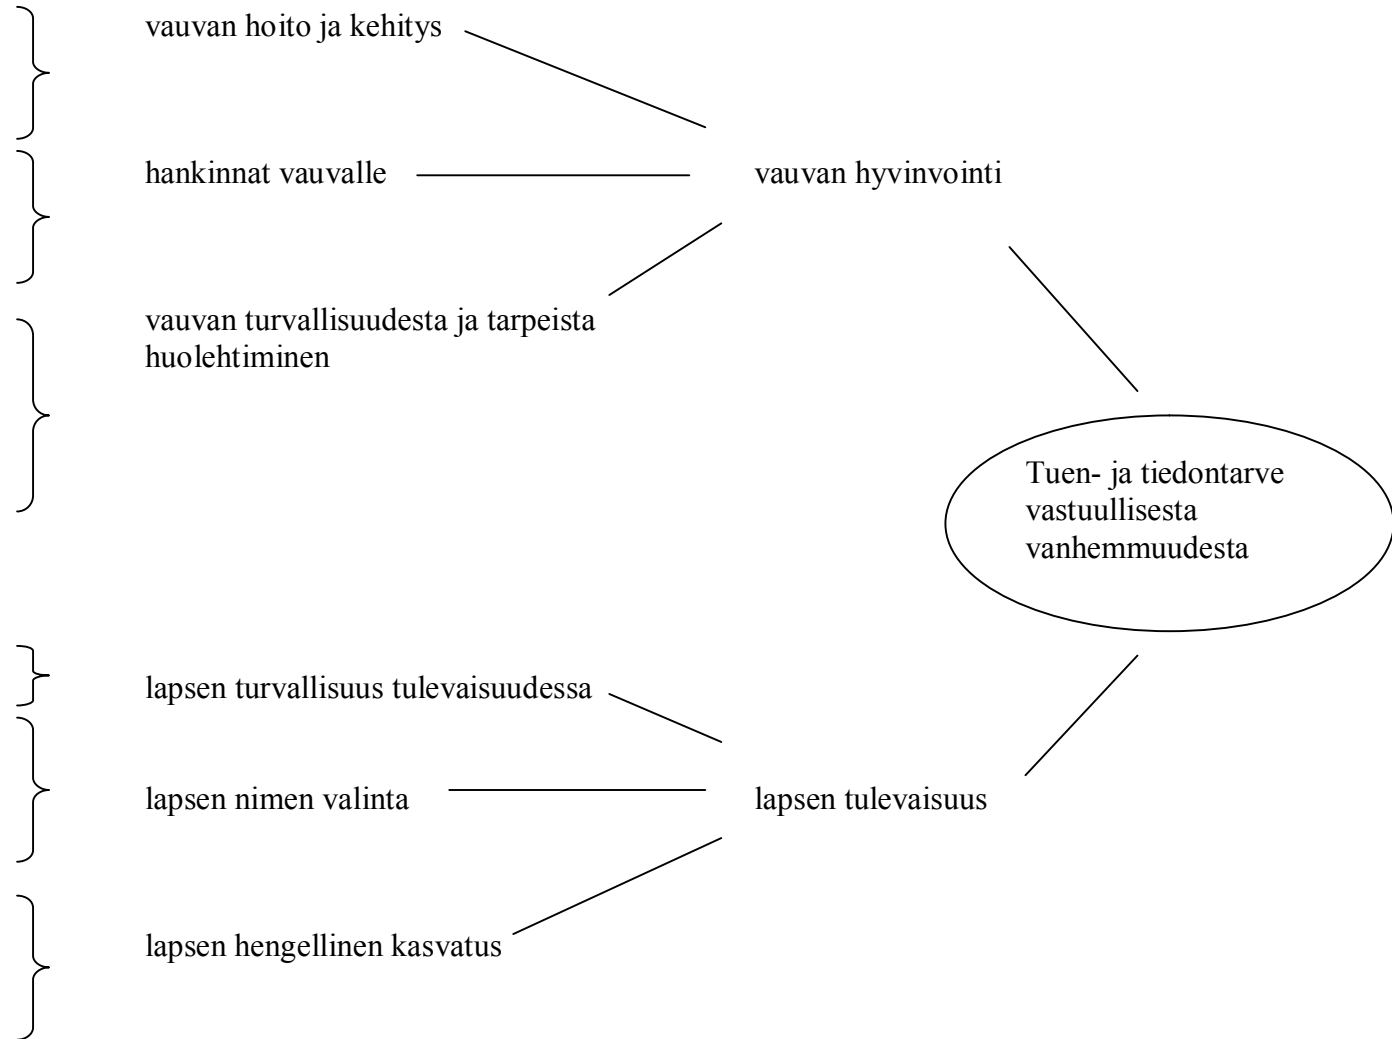 vauvan hoito ja kehitys
hankinnat vauvalle
vauvan hyvinvointi
vauvan turvallisuudesta ja tarpeista
huolehtiminen
Tuen- ja tiedontarve
vastuullisesta
vanhemmuudesta
lapsen turvallisuus tulevaisuudessa
lapsen nimen valinta
lapsen tulevaisuus
lapsen hengellinen kasvatus